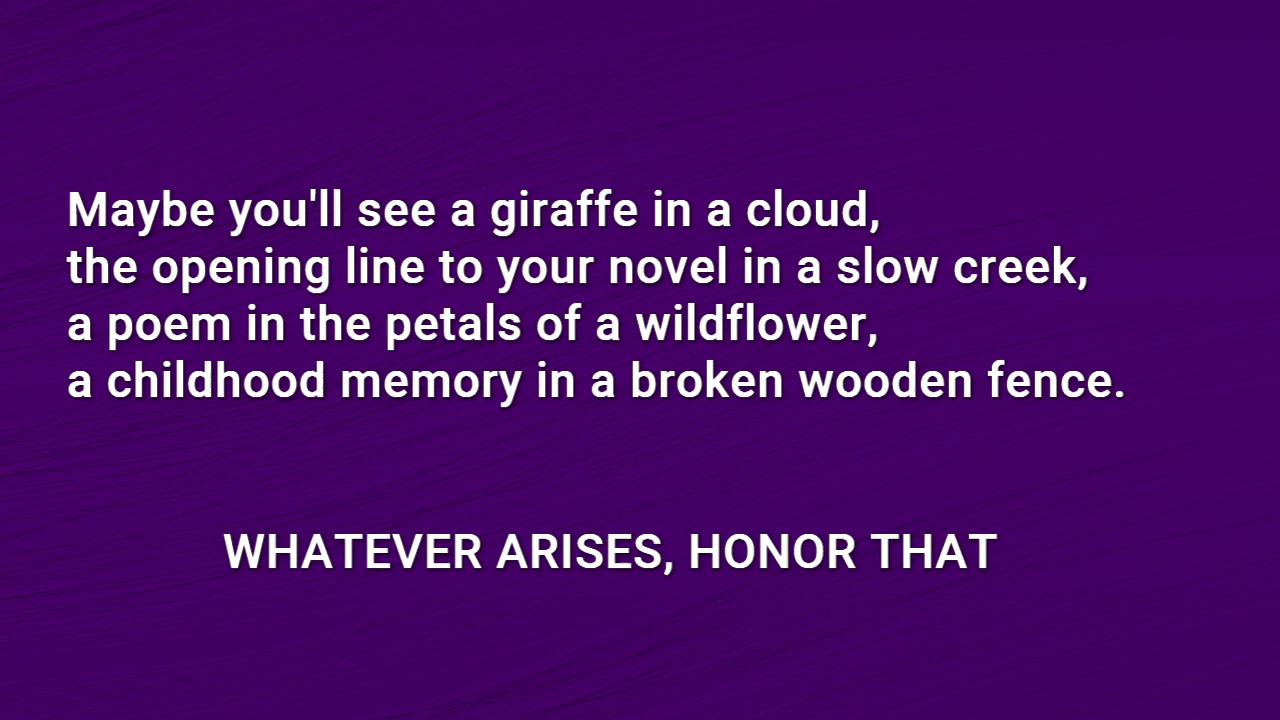 Maybe you'll see a giraffe in a cloud,
the opening line to your novel in a slow creek,
a poem in the petals of a wildflower,
a childhood memory in a broken wooden fence.
WHATEVER ARISES, HONOR THAT